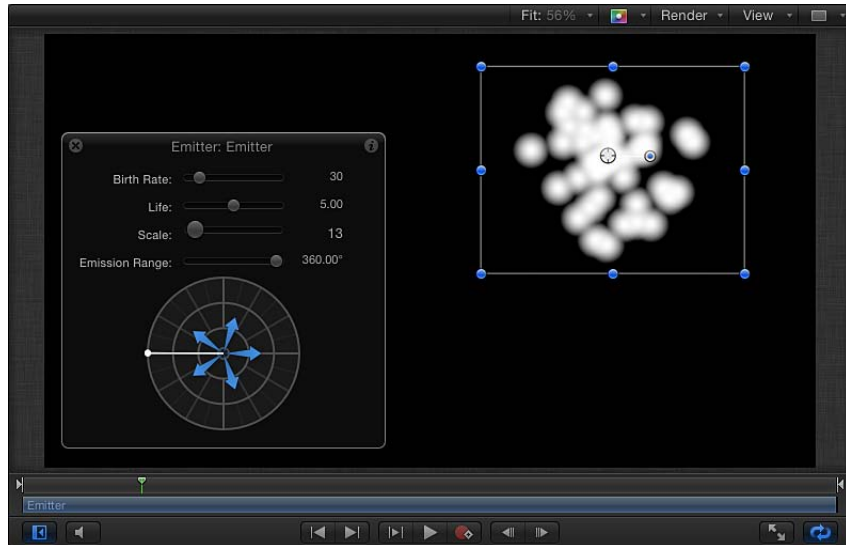 Fit: 56% Render View
Emitter: Emitter
Birth Rate: 30
Life: 5.00
Scale: 13
Emission Range: 360.00°
Emitter